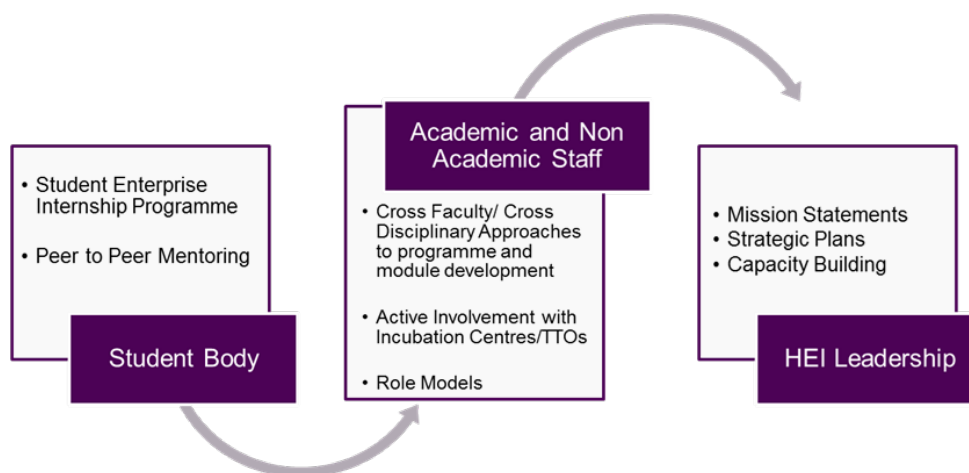 • Student Enterprise
Internship Programme
• Peer to Peer Mentoring
Student Body
Academic and Non
Academic Staff
• Cross Faculty/ Cross
Disciplinary Approaches
to programme and
module development
• Active Involvement with
Incubation Centres/TTOs
• Role Models
• Mission Statements
• Strategic Plans
• Capacity Building
HEI Leadership